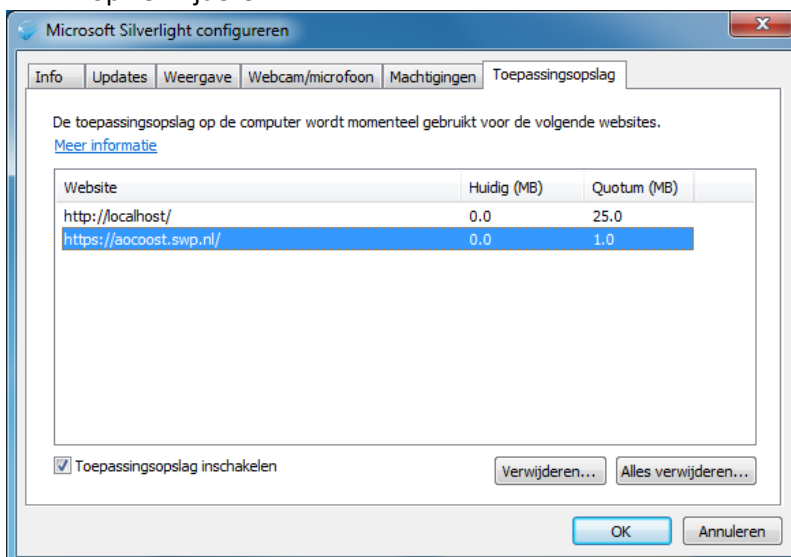 Microsoft Silverlight configureren
Info Updates Weergave Webcam/microfoon Machtigingen Toepassingsopslag
De toepassingsopslag op de computer wordt momenteel gebruikt voor de volgende websites.
Meer informatie
Website Huidig (MB) Quotum (MB)
http://localhost/ 0.0 25.0
https://aocoost.swp.nl/ 0.0 1.0
Toepassingsopslag inschakelen Verwijderen... Alles verwijderen...
OK Annuleren